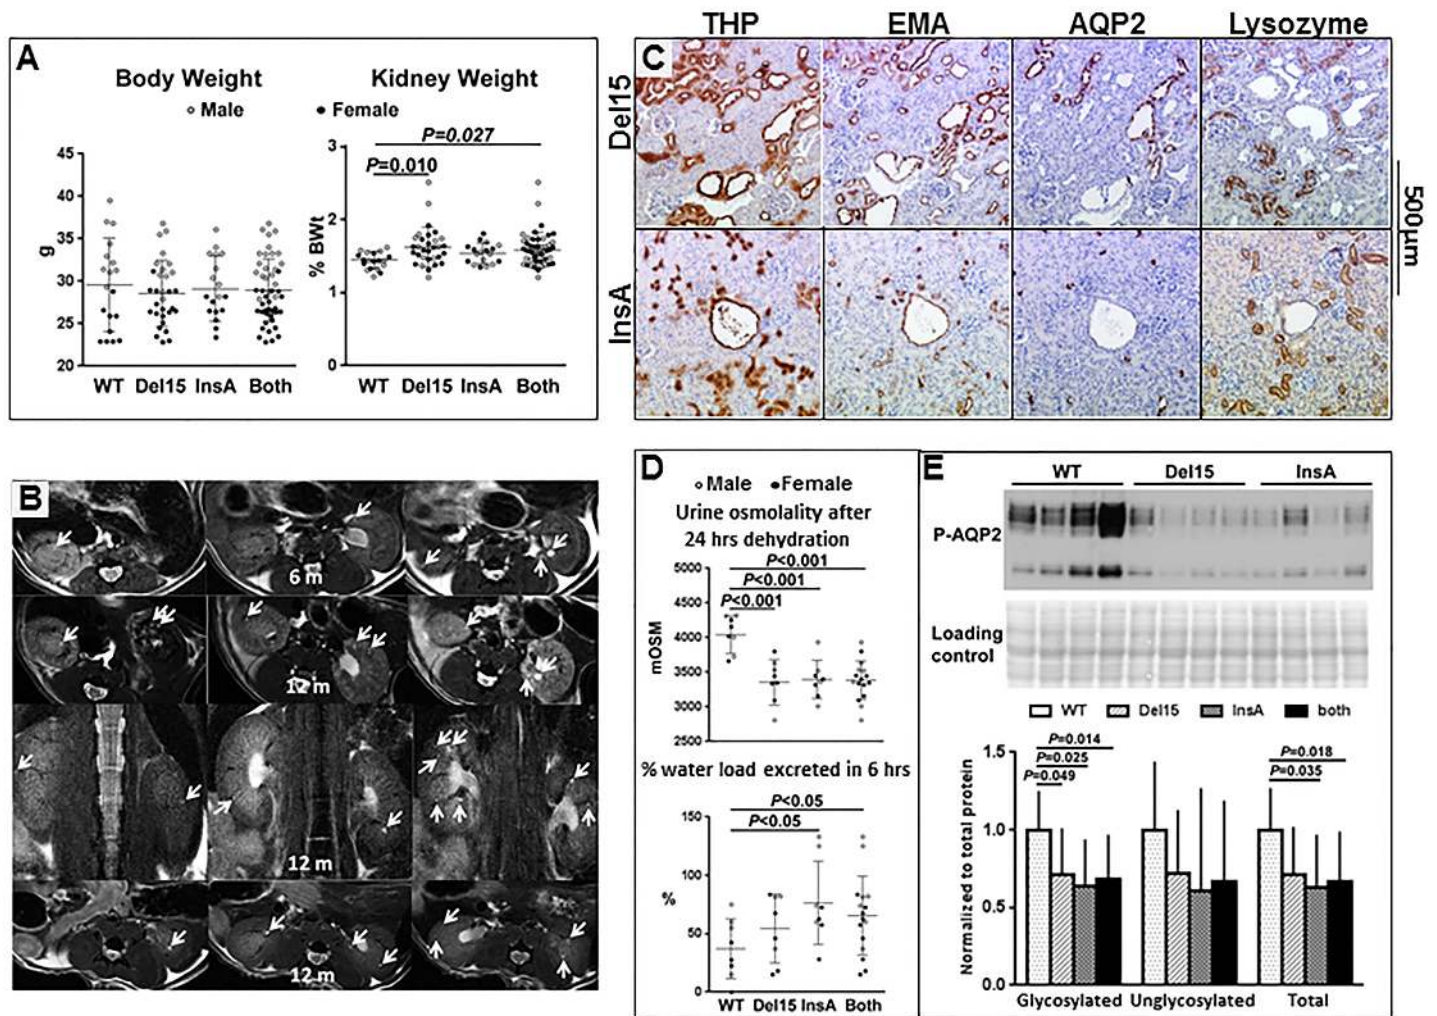 A
Body Weight
Kidney Weight
Male
Female
g
45
40
35
30
25
20
WT Del15 InsA Both
% BWt
3
2
1
0
P=0.027
P=0.010
WT Del15 InsA Both
B
6 m
12 m
12 m
12 m
C
THP EMA AQP2 Lysozyme
Del15
InsA
500µm
D
Male Female
Urine osmolality after
24 hrs dehydration
P<0.001
P<0.001
P<0.001
mOSM
5000
4500
4000
3500
3000
2500
% water load excreted in 6 hrs
P<0.05
P<0.05
%
150
100
50
0
WT Del15 InsA Both
E
WT Del15 InsA
P-AQP2
Loading
control
WT Del15 InsA both
Normalized to total protein
1.5
1.0
0.5
0.0
P=0.014
P=0.025
P=0.049
P=0.018
P=0.035
Glycosylated Unglycosylated Total